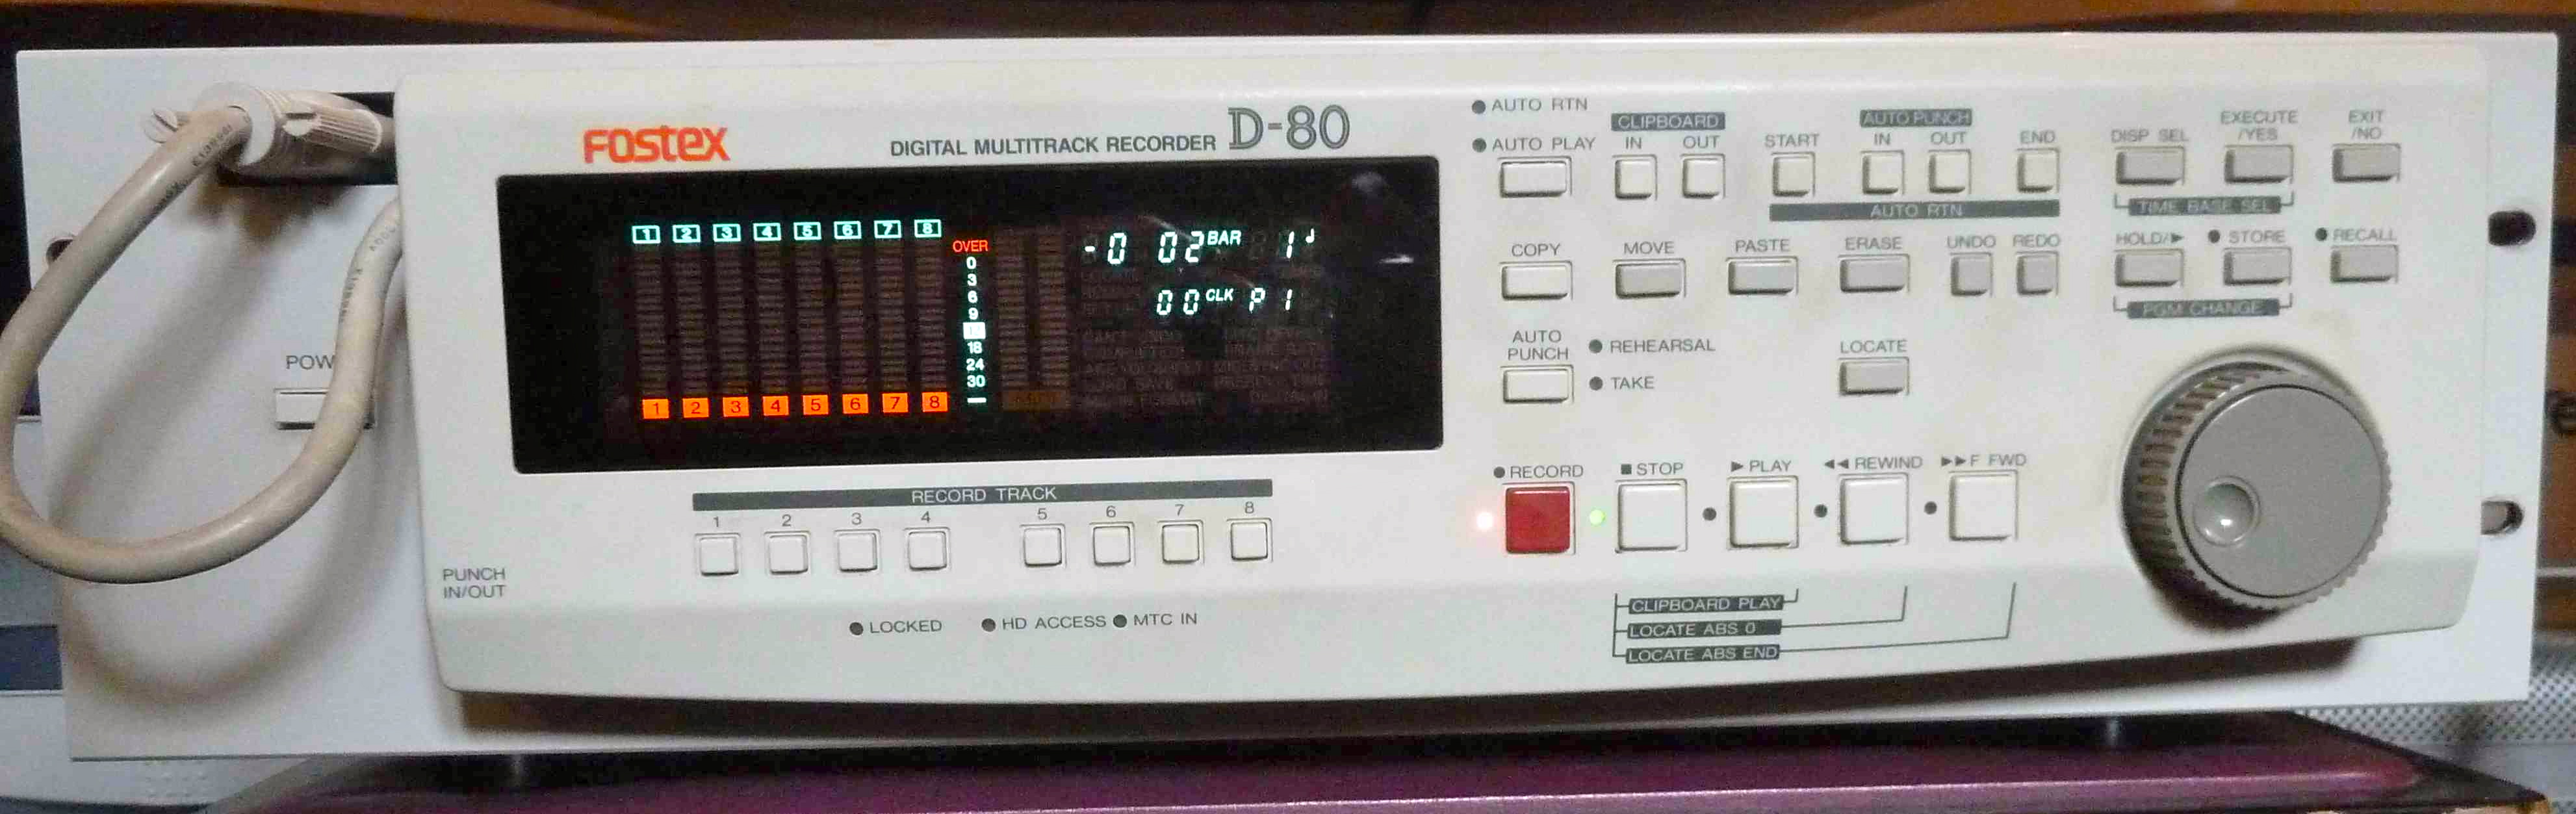 FOSTEX
DIGITAL MULTITRACK RECORDER D-80
1 2 3 4 5 6 7 8
OVER
0
3
6
9
18
24
30
1 2 3 4 5 6 7 8
-0 02 BAR 1
00 CLK P1
RECORD TRACK
1 2 3 4 5 6 7 8
POW
PUNCH
IN/OUT
LOCKED HD ACCESS MTC IN
AUTO RTN
AUTO PLAY
CLIPBOARD
IN OUT
START
AUTO PUNCH
IN OUT
END
AUTO RTN
DISP SEL
EXECUTE
/YES
EXIT
/NO
TIME BASE SEL
COPY MOVE PASTE ERASE UNDO REDO
HOLD/▶ STORE RECALL
PGM CHANGE
AUTO
PUNCH
REHEARSAL
TAKE
LOCATE
RECORD ■ STOP ▶ PLAY ◀◀ REWIND ▶▶ F FWD
CLIPBOARD PLAY
LOCATE ABS 0
LOCATE ABS END